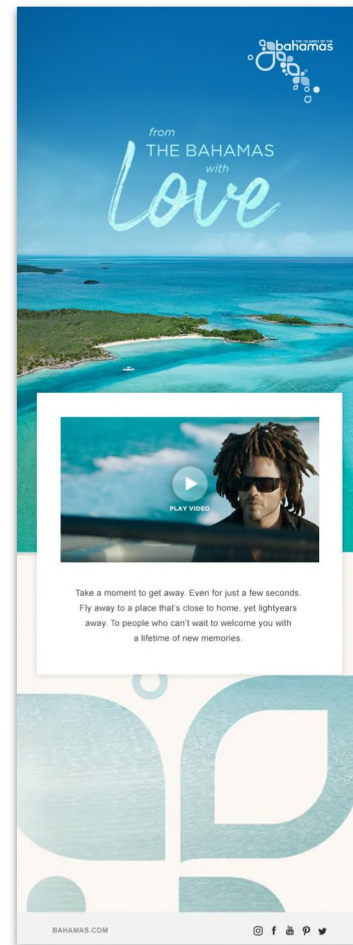 THE ISLANDS OF THE
bahamas
from
THE BAHAMAS
with
Love
PLAY VIDEO
Take a moment to get away. Even for just a few seconds.
Fly away to a place that's close to home, yet lightyears
away. To people who can't wait to welcome you with
a lifetime of new memories.
BAHAMAS.COM